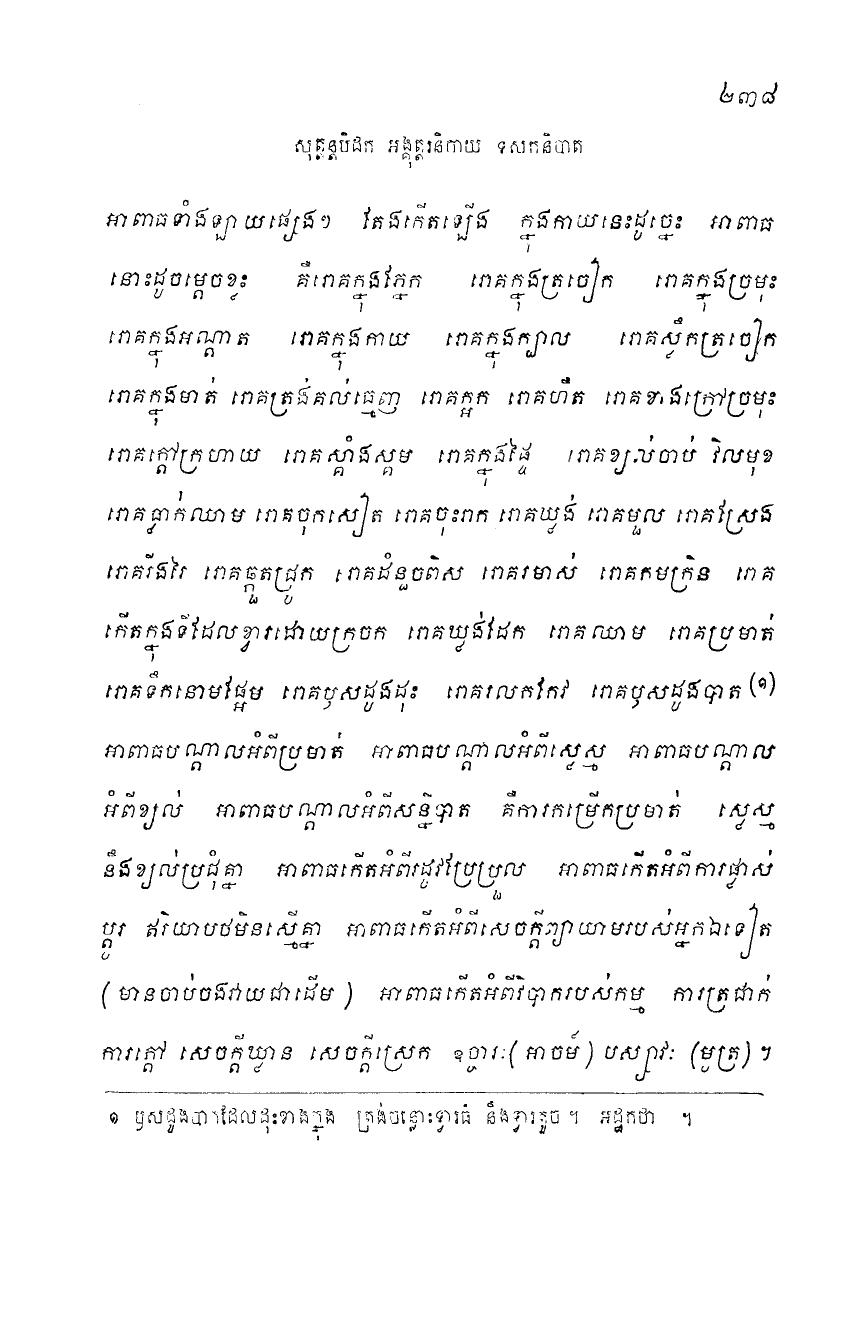 ២៣៨
សុត្តន្តបិដក អង្គុត្តរនិកាយ ទសកនិបាត
អាពាធទាំងឡាយផ្សេងៗ តែងកើតឡើង ក្នុងកាយនេះដូច្នេះ អាពាធ
នោះដូចម្តេចខ្លះ គឺរោគក្នុងភ្នែក រោគក្នុងត្រចៀក រោគក្នុងច្រមុះ
រោគក្នុងអណ្តាត រោគក្នុងកាយ រោគក្នុងក្បាល រោគស្លឹកត្រចៀក
រោគក្នុងមាត់ រោគត្រង់គល់ធ្មេញ រោគក្អក រោគហឺត រោគខាងក្រៅច្រមុះ
រោគក្តៅក្រហាយ រោគស្គាំងស្គម រោគក្នុងផ្ទៃ រោគខ្យល់ចាប់ វិលមុខ
រោគធ្លាក់ឈាម រោគចុកសៀត រោគចុះរាក រោគឃ្លង់ រោគមួល រោគស្រែង
រោគរីងរៃ រោគឆ្កួតជ្រូក រោគដំនួចពិស រោគរមាស់ រោគកមក្រិន រោគ
កើតក្នុងទីដែលខ្វារដោយក្រចក រោគឃ្លង់ដែក រោគឈាម រោគប្រមាត់
រោគទឹកនោមផ្អែម រោគឫសដូងដុះ រោគរលាកកែវ រោគឫសដូងបាត (១)
អាពាធបណ្តាលអំពីប្រមាត់ អាពាធបណ្តាលអំពីស្លេស្ម អាពាធបណ្តាល
អំពីខ្យល់ អាពាធបណ្តាលអំពីសន្និបាត គឺការកម្រើកប្រមាត់ ស្លេស្ម
នឹងខ្យល់ប្រជុំគ្នា អាពាធកើតអំពីរដូវប្រែប្រួល អាពាធកើតអំពីការផ្លាស់
ប្តូរ ឥរិយាបថមិនស្មើគ្នា អាពាធកើតអំពីសេចក្តីព្យាយាមរបស់អ្នកឯទៀត
(មានចាប់ចងវាយជាដើម) អាពាធកើតអំពីវិបាករបស់កម្ម ការត្រជាក់
ការក្តៅ សេចក្តីឃ្លាន សេចក្តីស្រេក ឧច្ចារៈ(អាចម៍) បស្សាវៈ (មូត្រ) ។
១ ឫសដូងបាតដែលដុះខាងក្នុង ត្រង់ចន្លោះទ្វារធំ នឹងទ្វារតូច ។ អដ្ឋកថា ។